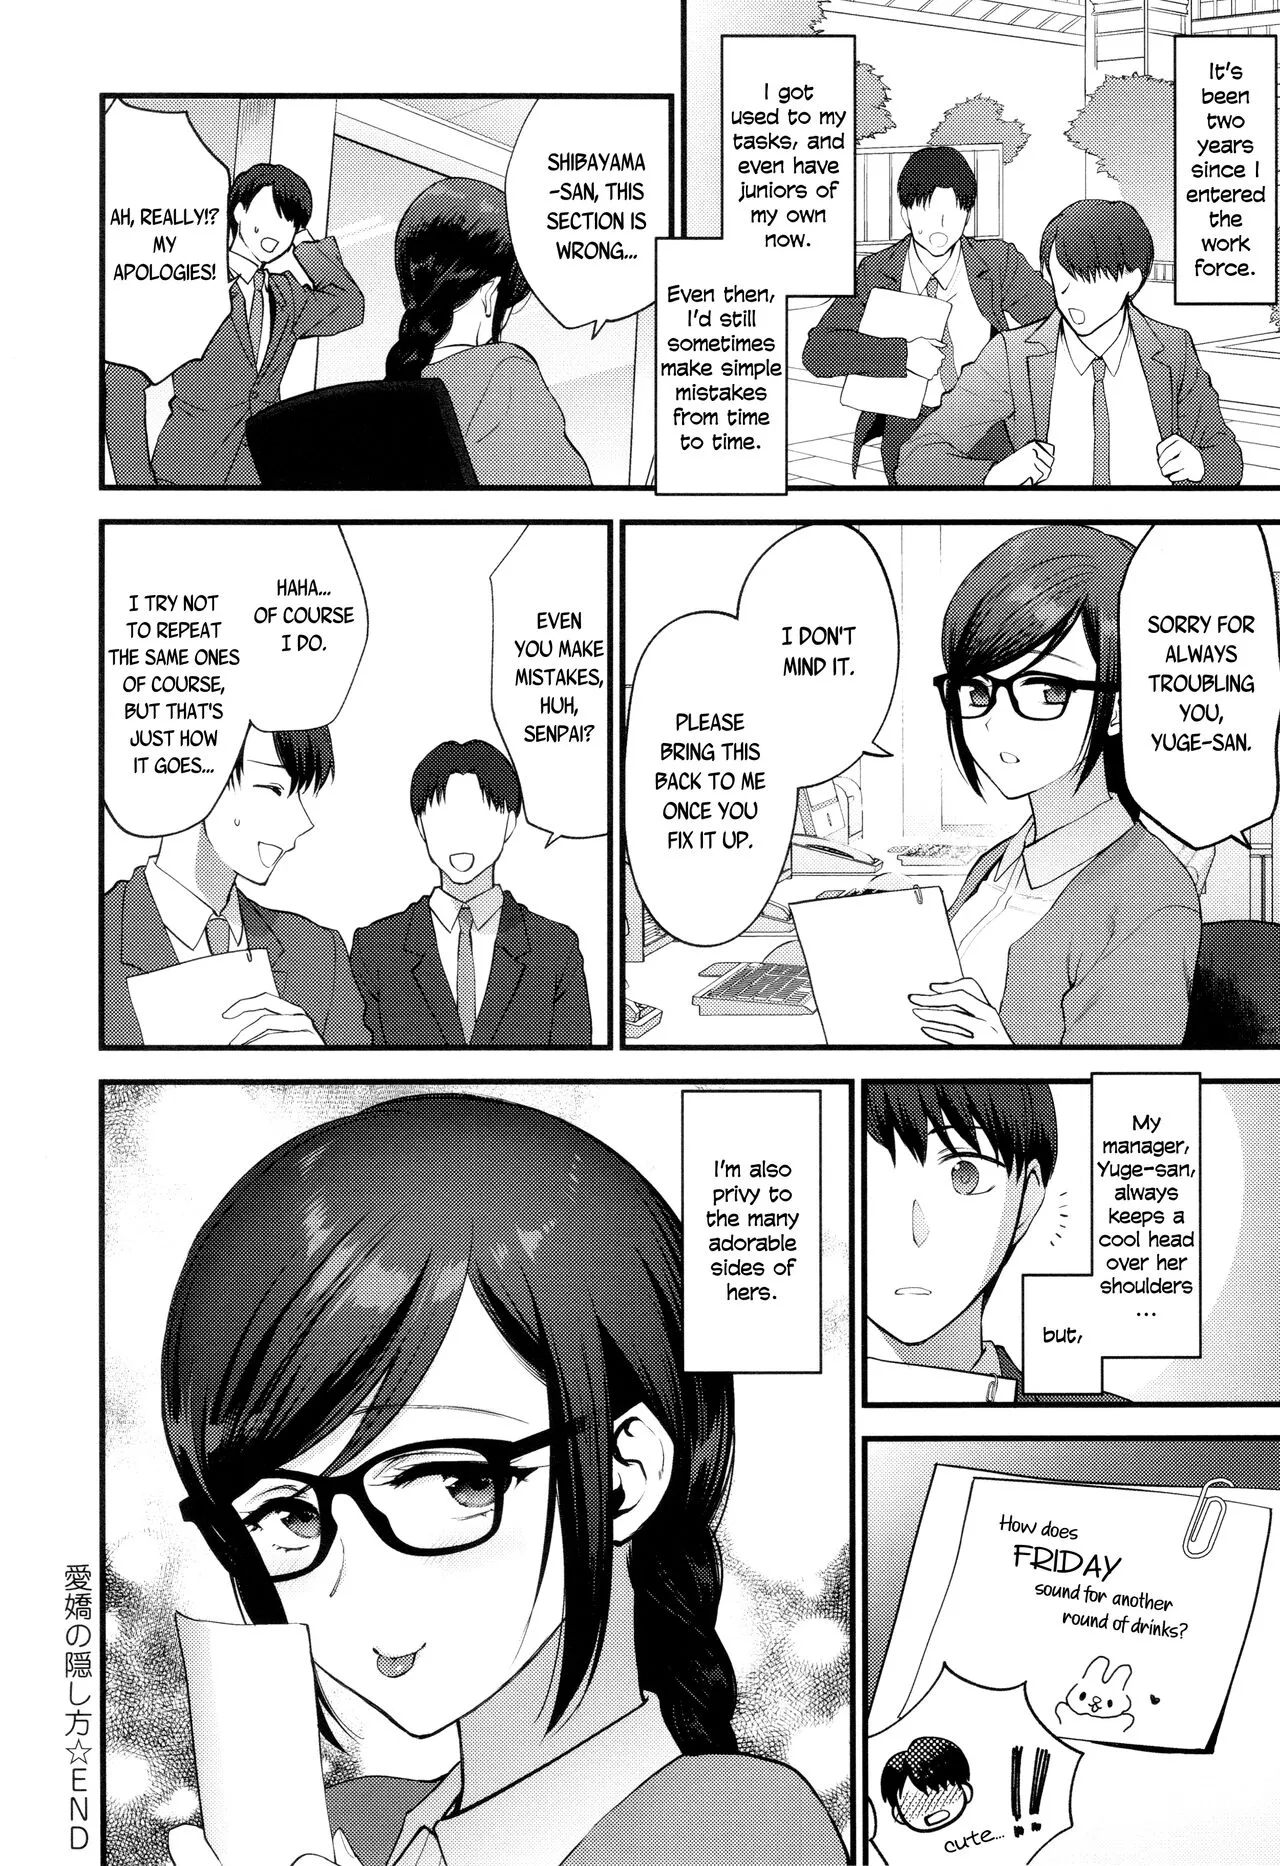 It's
been
two
years
since I
entered
the
work
force.
I got
used to my
tasks, and
even have
juniors of
my own
now.
Even then,
I'd still
sometimes
make simple
mistakes
from time
to time.
SHIBAYAMA
-SAN, THIS
SECTION IS
WRONG...
AH, REALLY!?
MY
APOLOGIES!
SORRY FOR
ALWAYS
TROUBLING
YOU,
YUGE-SAN.
I DON'T
MIND IT.
PLEASE
BRING THIS
BACK TO ME
ONCE YOU
FIX IT UP.
EVEN
YOU MAKE
MISTAKES,
HUH,
SENPAI?
HAHA...
OF COURSE
I DO.
I TRY NOT
TO REPEAT
THE SAME ONES
OF COURSE,
BUT THAT'S
JUST HOW
IT GOES...
My
manager,
Yuge-san,
always
keeps a
cool head
over her
shoulders
...
but,
How does
FRIDAY
sound for another
round of drinks?
!!
cute...
I'm also
privy to
the many
adorable
sides of
hers.
愛嬌の隠し方☆END